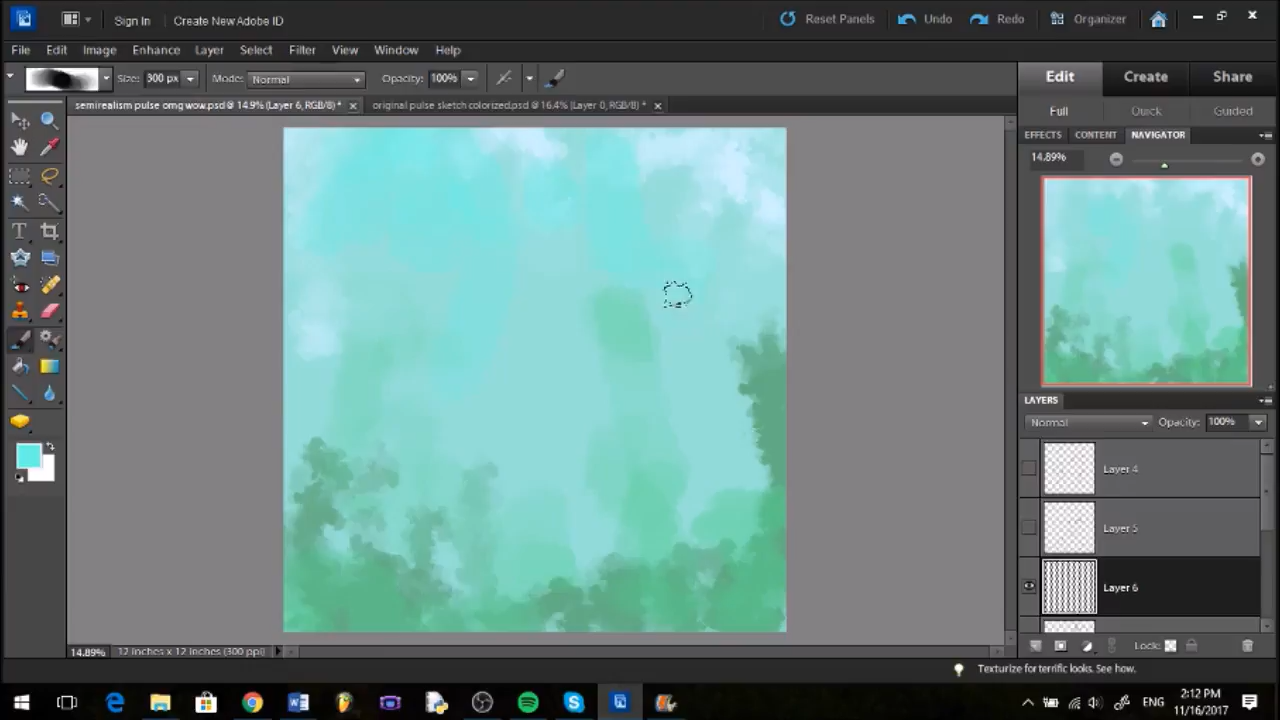 Sign In
Create New Adobe ID
Reset Panels
Undo
Redo
Organizer
File Edit Image Enhance Layer Select Filter View Window Help
Size: 300 px
Mode: Normal
Opacity: 100%
Edit Create Share
semirealism pulse omg wow.psd @ 14.9% (Layer 6, RGB/8) *
original pulse sketch colorized.psd @ 16.4% (Layer 0, RGB/8) *
Full Quick Guided
EFFECTS CONTENT NAVIGATOR
14.89%
LAYERS
Normal
Opacity: 100%
Layer 4
Layer 5
Layer 6
Lock:
14.89%
12 inches x 12 inches (300 ppi)
Texturize for terrific looks. See how.
ENG
2:12 PM
11/16/2017